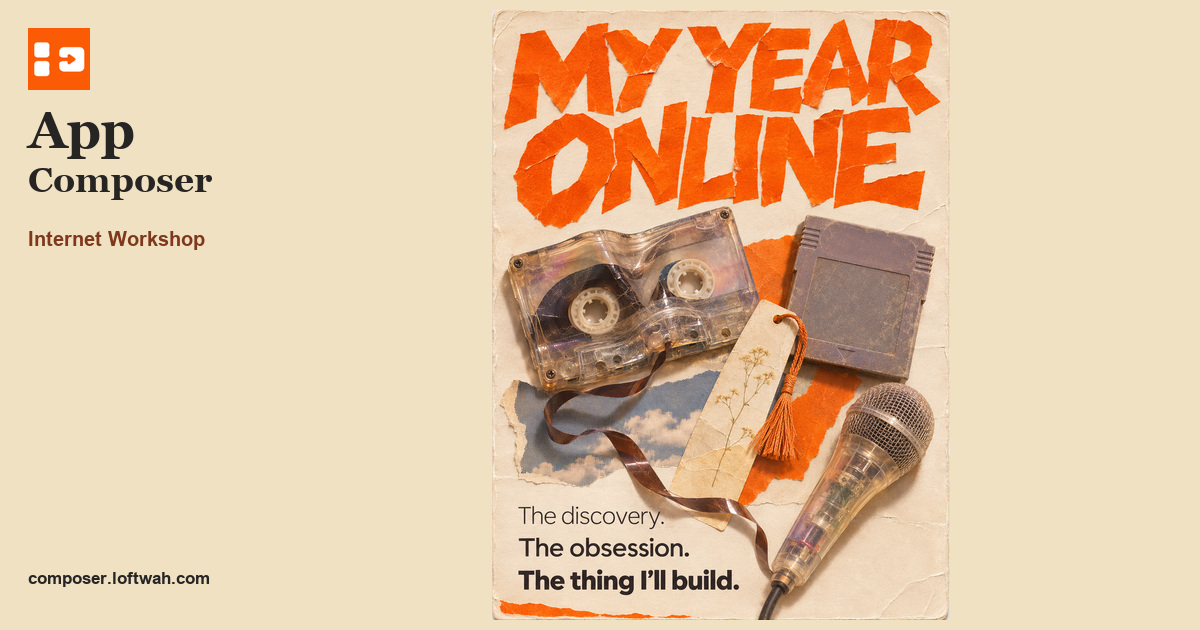 App
Composer
Internet Workshop
composer.loftwah.com
MY YEAR
ONLINE
The discovery.
The obsession.
The thing I'll build.